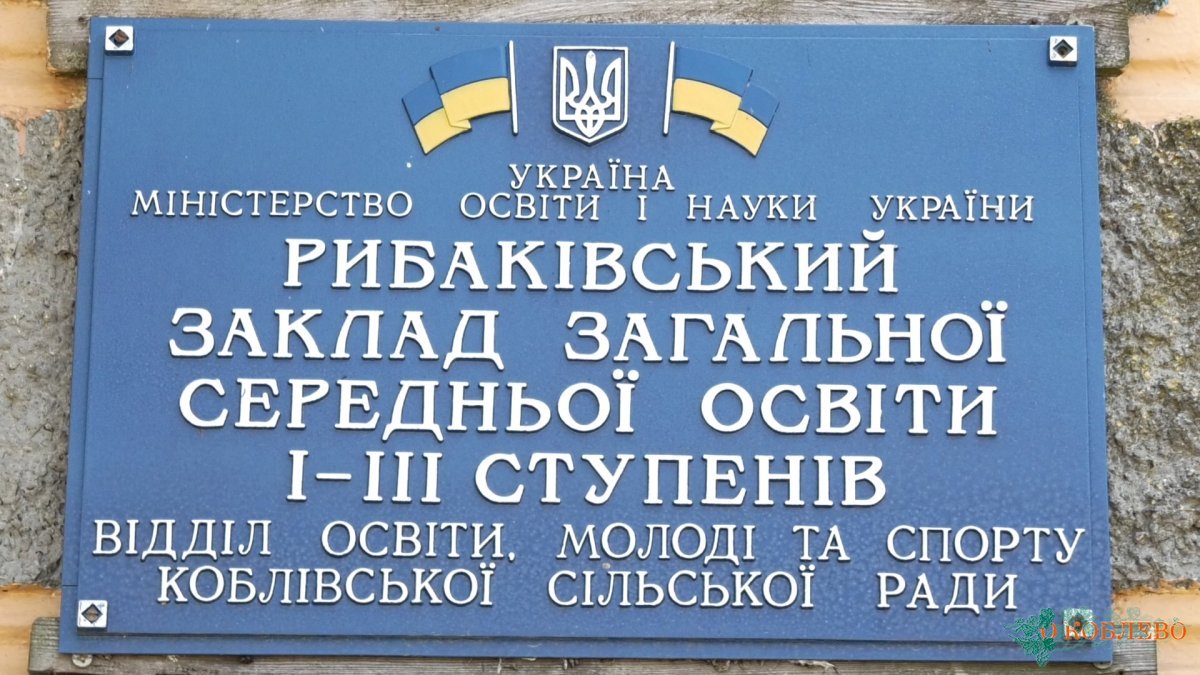 УКРАЇНА
МІНІСТЕРСТВО ОСВІТИ І НАУКИ УКРАЇНИ
РИБАКІВСЬКИЙ
ЗАКЛАД ЗАГАЛЬНОЇ
СЕРЕДНЬОЇ ОСВІТИ
І–ІІІ СТУПЕНІВ
ВІДДІЛ ОСВІТИ, МОЛОДІ ТА СПОРТУ
КОБЛІВСЬКОЇ СІЛЬСЬКОЇ РАДИ
О КОБЛЕВО